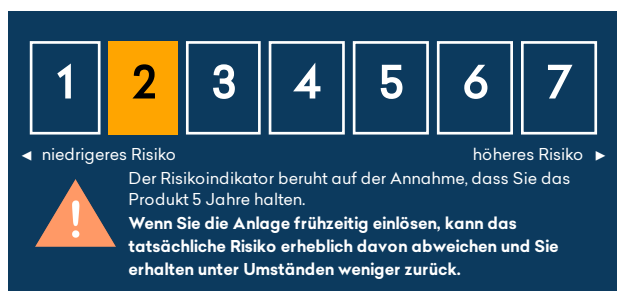 1 2 3 4 5 6 7
◄ niedrigeres Risiko höheres Risiko ►
Der Risikoindikator beruht auf der Annahme, dass Sie das
Produkt 5 Jahre halten.
Wenn Sie die Anlage frühzeitig einlösen, kann das
tatsächliche Risiko erheblich davon abweichen und Sie
erhalten unter Umständen weniger zurück.
!